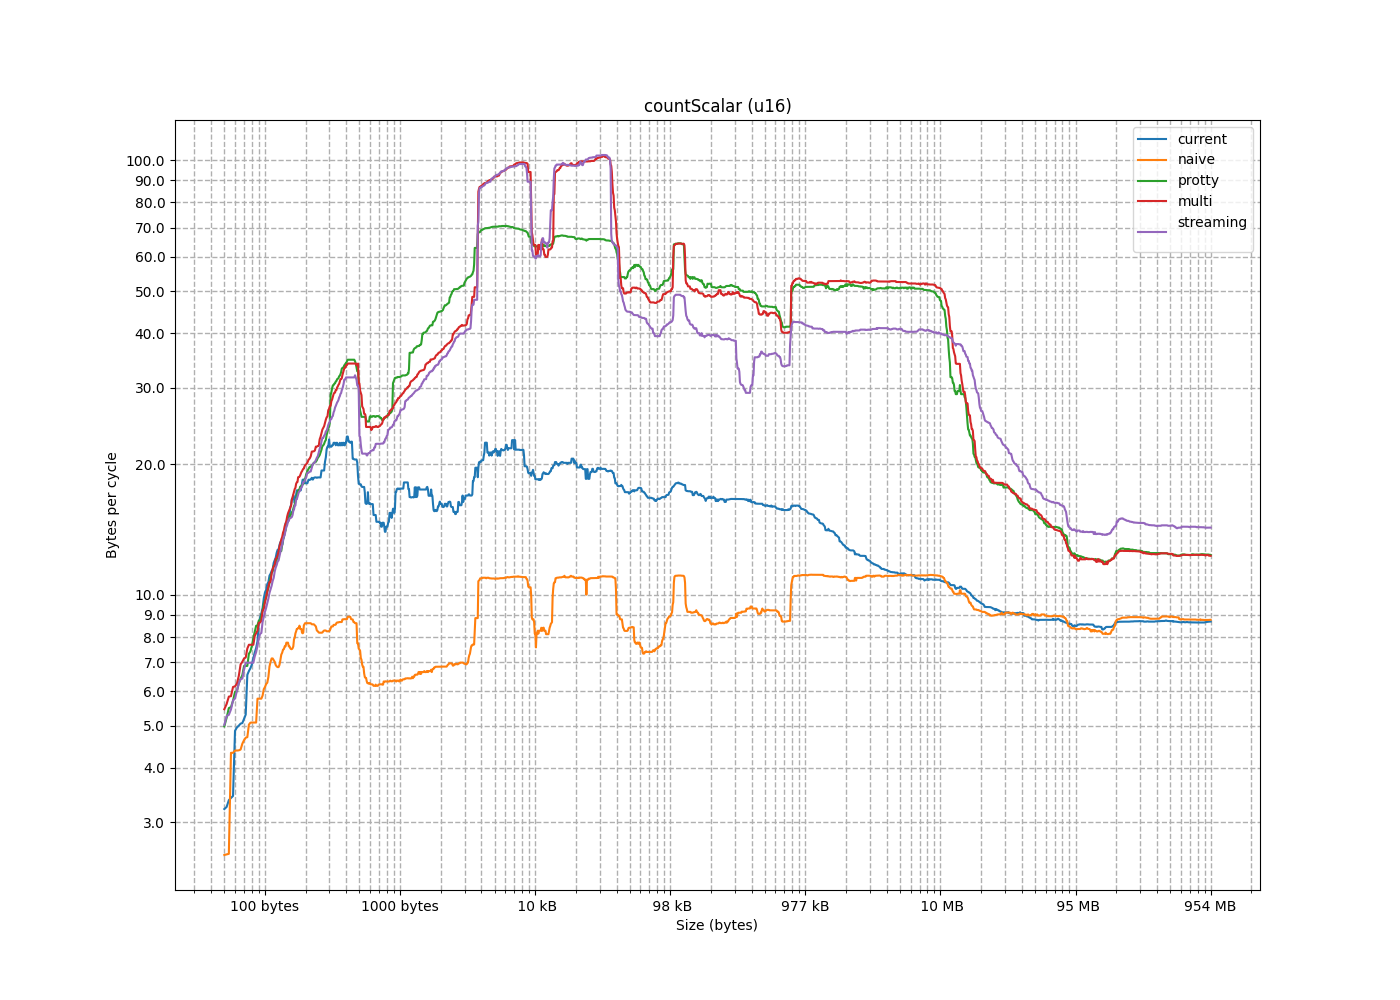 countScalar (u16)
current
naive
protty
multi
streaming
100.0
90.0
80.0
70.0
60.0
50.0
40.0
30.0
20.0
10.0
9.0
8.0
7.0
6.0
5.0
4.0
3.0
Bytes per cycle
100 bytes 1000 bytes 10 kB 98 kB 977 kB 10 MB 95 MB 954 MB
Size (bytes)